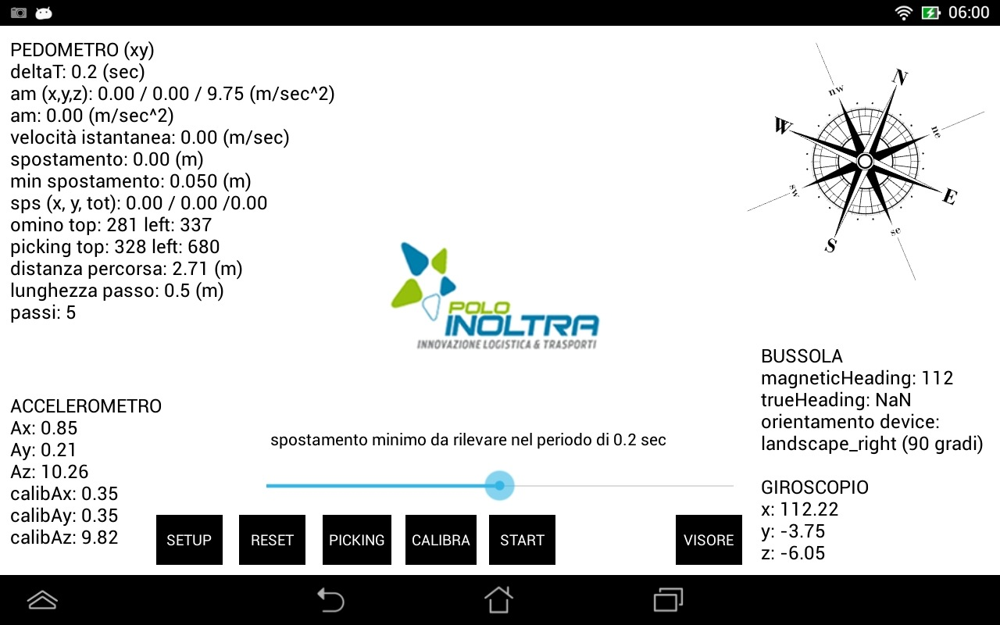 06:00
PEDOMETRO (xy)
deltaT: 0.2 (sec)
am (x,y,z): 0.00 / 0.00 / 9.75 (m/sec^2)
am: 0.00 (m/sec^2)
velocità istantanea: 0.00 (m/sec)
spostamento: 0.00 (m)
min spostamento: 0.050 (m)
sps (x, y, tot): 0.00 / 0.00 /0.00
omino top: 281 left: 337
picking top: 328 left: 680
distanza percorsa: 2.71 (m)
lunghezza passo: 0.5 (m)
passi: 5
N
nw
W
ne
sw
E
se
S
POLO
INOLTRA
INNOVAZIONE LOGISTICA & TRASPORTI
BUSSOLA
magneticHeading: 112
trueHeading: NaN
orientamento device:
landscape_right (90 gradi)
ACCELEROMETRO
Ax: 0.85
Ay: 0.21
Az: 10.26
calibAx: 0.35
calibAy: 0.35
calibAz: 9.82
spostamento minimo da rilevare nel periodo di 0.2 sec
GIROSCOPIO
x: 112.22
y: -3.75
z: -6.05
SETUP
RESET
PICKING
CALIBRA
START
VISORE